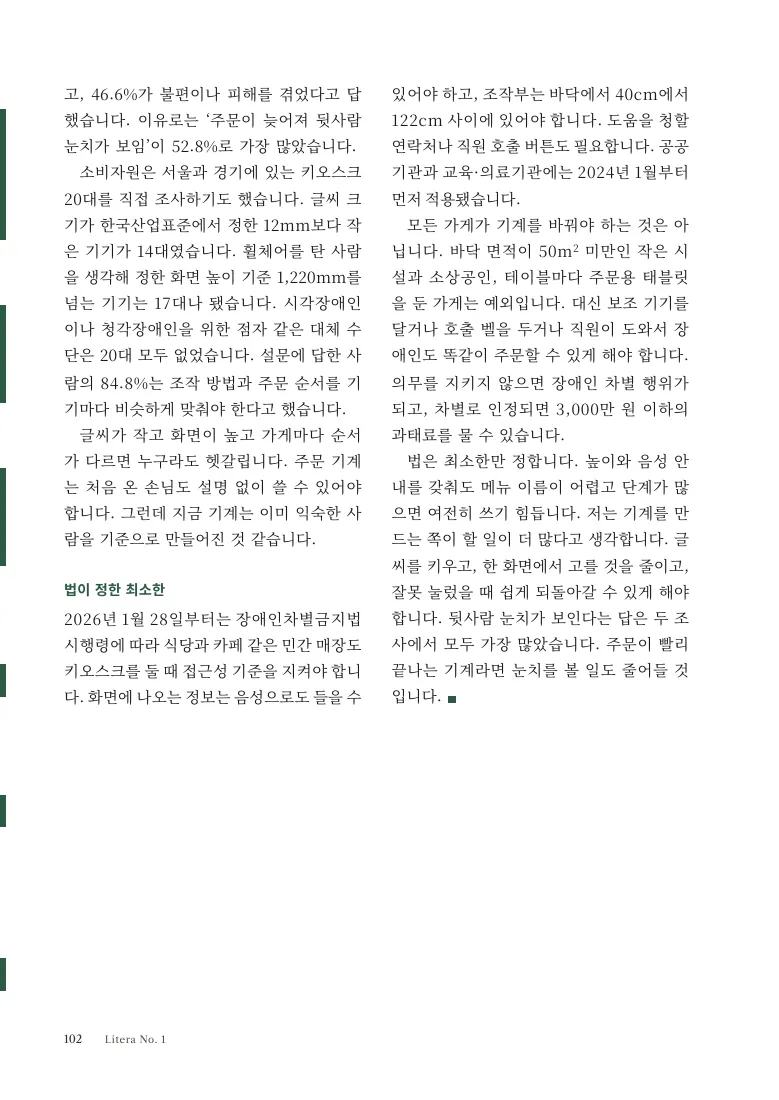 고, 46.6%가 불편이나 피해를 겪었다고 답
했습니다. 이유로는 ‘주문이 늦어져 뒷사람
눈치가 보임’이 52.8%로 가장 많았습니다.
소비자원은 서울과 경기에 있는 키오스크
20대를 직접 조사하기도 했습니다. 글씨 크
기가 한국산업표준에서 정한 12mm보다 작
은 기기가 14대였습니다. 휠체어를 탄 사람
을 생각해 정한 화면 높이 기준 1,220mm를
넘는 기기는 17대나 됐습니다. 시각장애인
이나 청각장애인을 위한 점자 같은 대체 수
단은 20대 모두 없었습니다. 설문에 답한 사
람의 84.8%는 조작 방법과 주문 순서를 기
기마다 비슷하게 맞춰야 한다고 했습니다.
글씨가 작고 화면이 높고 가게마다 순서
가 다르면 누구라도 헷갈립니다. 주문 기계
는 처음 온 손님도 설명 없이 쓸 수 있어야
합니다. 그런데 지금 기계는 이미 익숙한 사
람을 기준으로 만들어진 것 같습니다.
법이 정한 최소한
2026년 1월 28일부터는 장애인차별금지법
시행령에 따라 식당과 카페 같은 민간 매장도
키오스크를 둘 때 접근성 기준을 지켜야 합니
다. 화면에 나오는 정보는 음성으로도 들을 수
있어야 하고, 조작부는 바닥에서 40cm에서
122cm 사이에 있어야 합니다. 도움을 청할
연락처나 직원 호출 버튼도 필요합니다. 공공
기관과 교육·의료기관에는 2024년 1월부터
먼저 적용됐습니다.
모든 가게가 기계를 바꿔야 하는 것은 아
닙니다. 바닥 면적이 50m² 미만인 작은 시
설과 소상공인, 테이블마다 주문용 태블릿
을 둔 가게는 예외입니다. 대신 보조 기기를
달거나 호출 벨을 두거나 직원이 도와서 장
애인도 똑같이 주문할 수 있게 해야 합니다.
의무를 지키지 않으면 장애인 차별 행위가
되고, 차별로 인정되면 3,000만 원 이하의
과태료를 물 수 있습니다.
법은 최소한만 정합니다. 높이와 음성 안
내를 갖춰도 메뉴 이름이 어렵고 단계가 많
으면 여전히 쓰기 힘듭니다. 저는 기계를 만
드는 쪽이 할 일이 더 많다고 생각합니다. 글
씨를 키우고, 한 화면에서 고를 것을 줄이고,
잘못 눌렀을 때 쉽게 되돌아갈 수 있게 해야
합니다. 뒷사람 눈치가 보인다는 답은 두 조
사에서 모두 가장 많았습니다. 주문이 빨리
끝나는 기계라면 눈치를 볼 일도 줄어들 것
입니다.
102 Litera No. 1